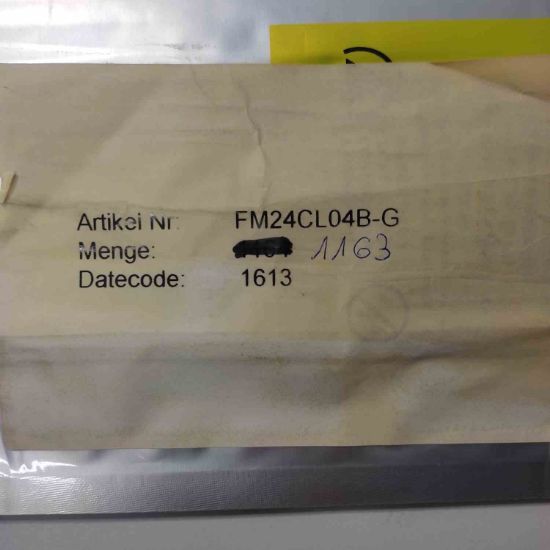 Artikel Nr: FM24CL04B-G
Menge: 1163
Datecode: 1613